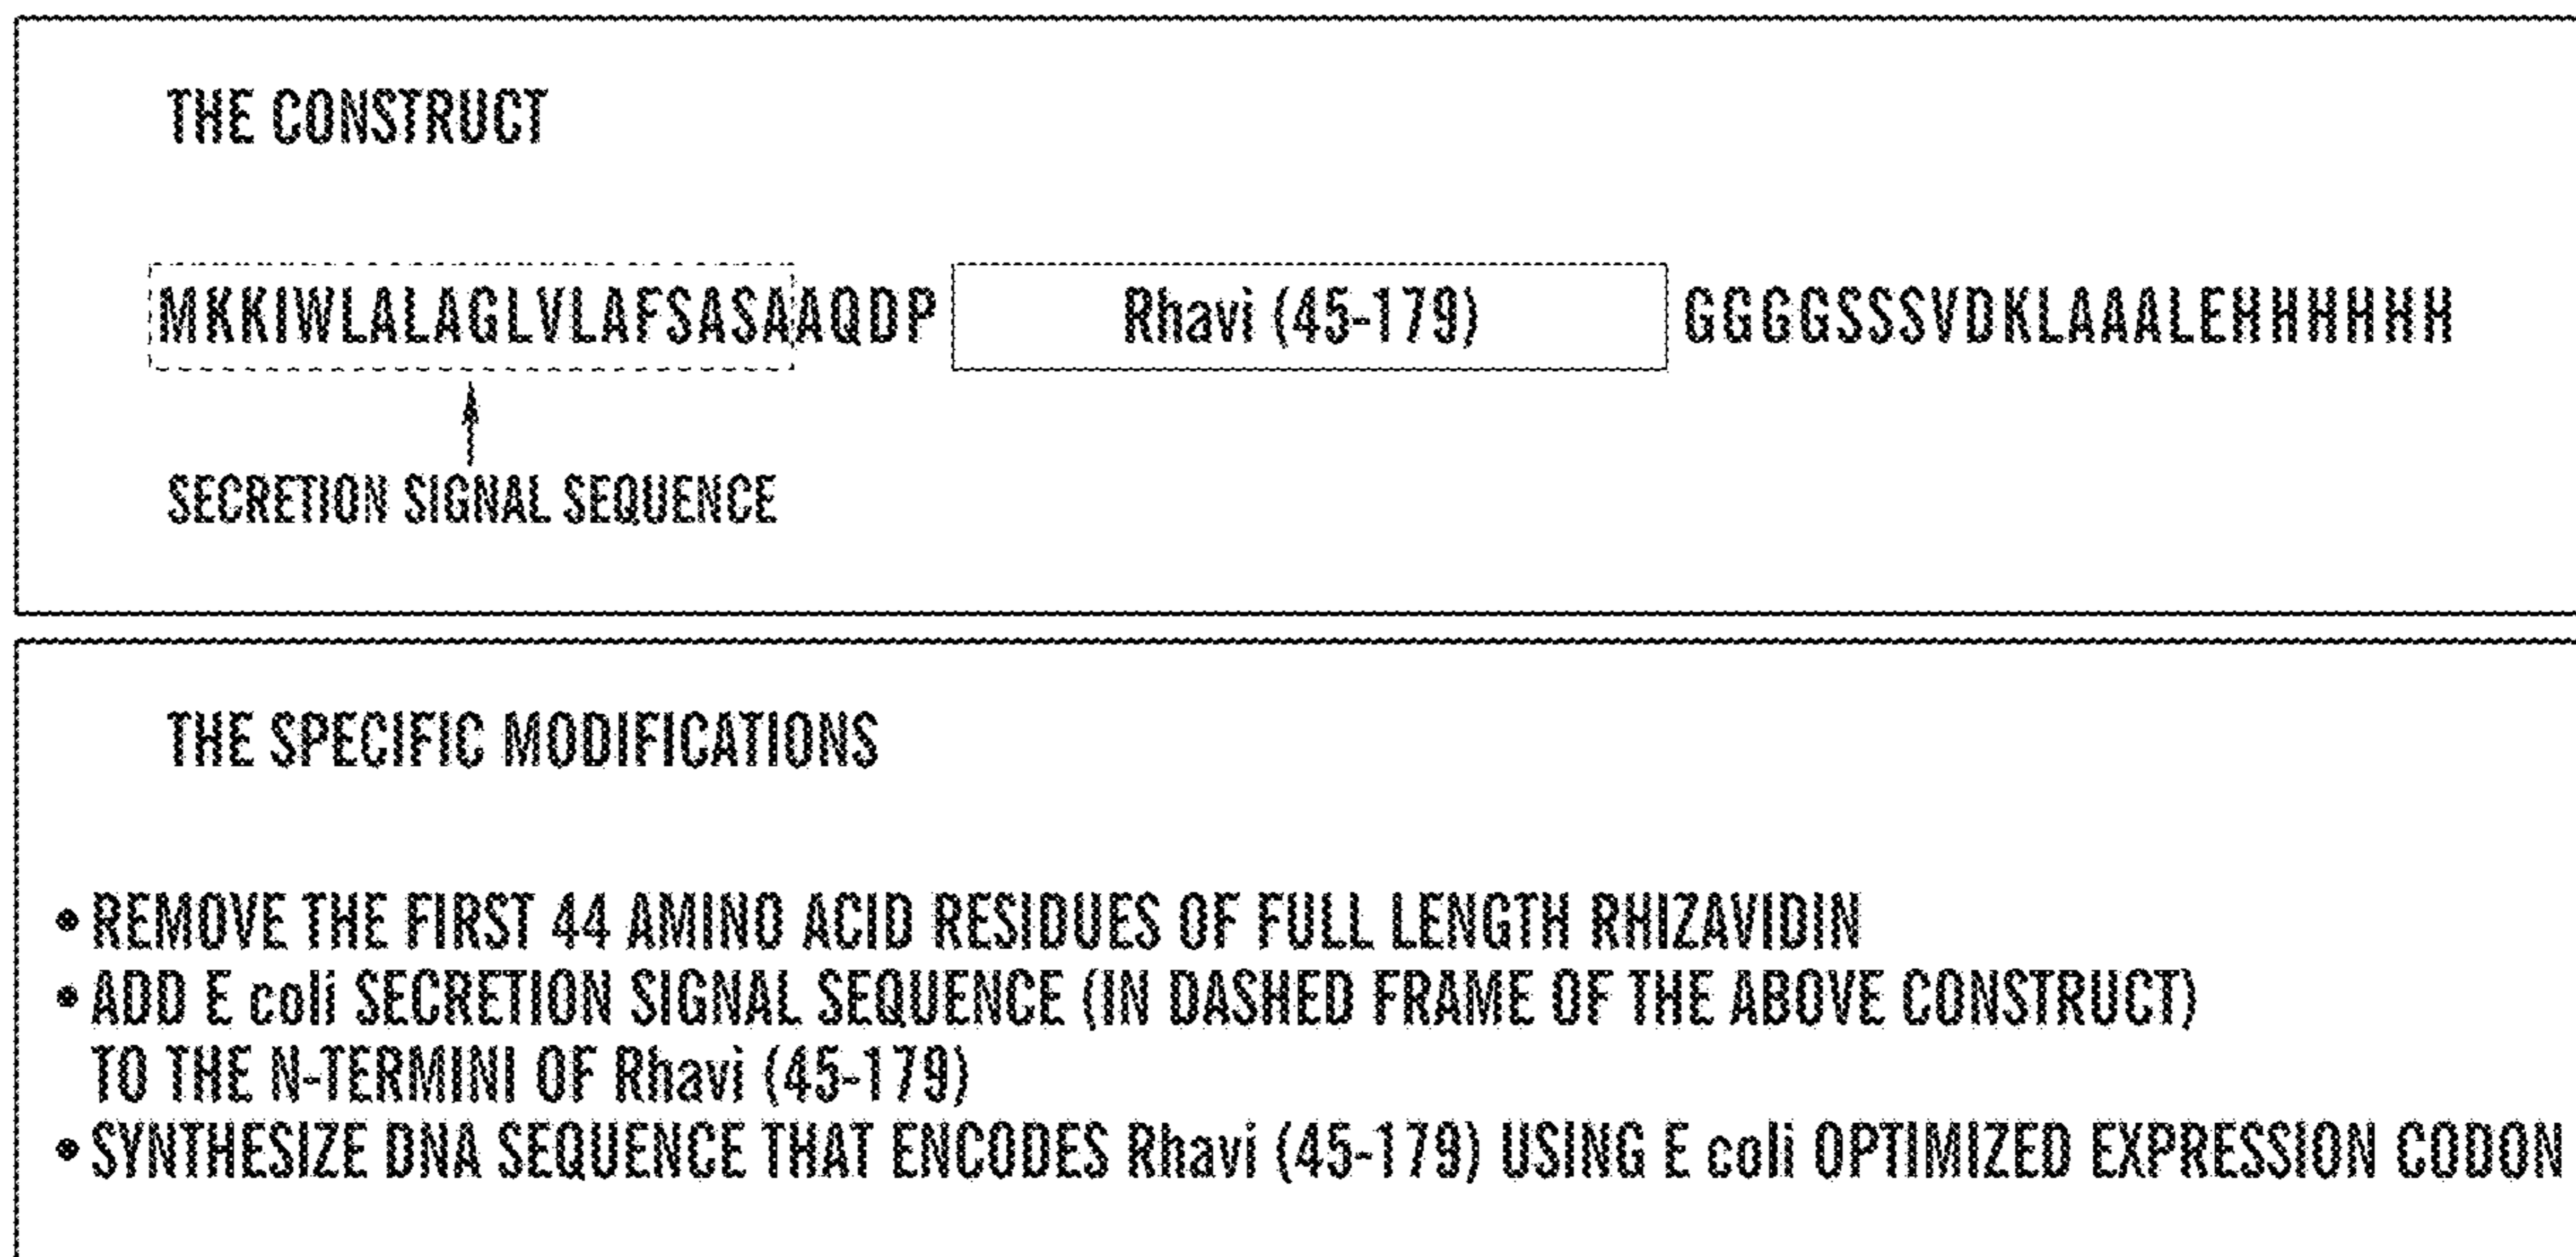 THE CONSTRUCT
MKKIWLALAGLVLAFSASAAQDP Rhavi (45-179) GGGGSSSVDKLAAALEHHHHHH
SECRETION SIGNAL SEQUENCE
THE SPECIFIC MODIFICATIONS
• REMOVE THE FIRST 44 AMINO ACID RESIDUES OF FULL LENGTH RHIZAVIDIN
• ADD E coli SECRETION SIGNAL SEQUENCE (IN DASHED FRAME OF THE ABOVE CONSTRUCT)
TO THE N-TERMINI OF Rhavi (45-179)
• SYNTHESIZE DNA SEQUENCE THAT ENCODES Rhavi (45-179) USING E coli OPTIMIZED EXPRESSION CODON